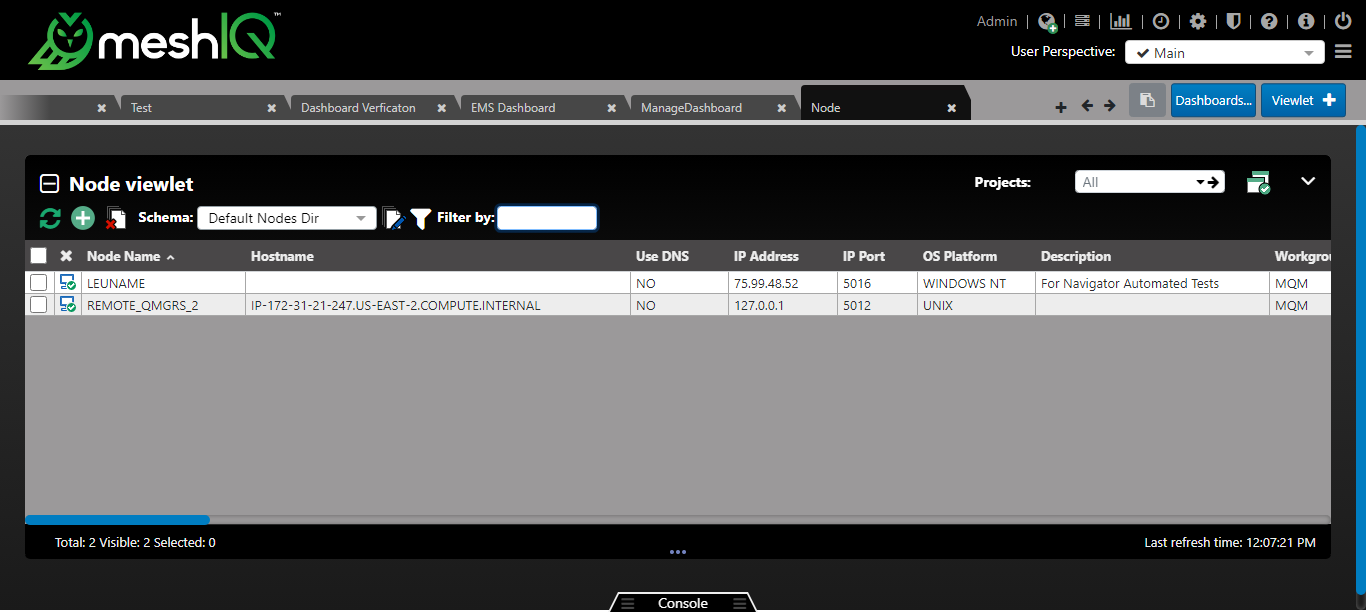 meshIQ™
Admin
User Perspective: Main
Test
Dashboard Verficaton
EMS Dashboard
ManageDashboard
Node
Dashboards...
Viewlet
Node viewlet
Projects: All
Schema: Default Nodes Dir Filter by:
Node Name Hostname Use DNS IP Address IP Port OS Platform Description Workgrou
LEUNAME NO 75.99.48.52 5016 WINDOWS NT For Navigator Automated Tests MQM
REMOTE_QMGRS_2 IP-172-31-21-247.US-EAST-2.COMPUTE.INTERNAL NO 127.0.0.1 5012 UNIX MQM
Total: 2 Visible: 2 Selected: 0
Last refresh time: 12:07:21 PM
Console